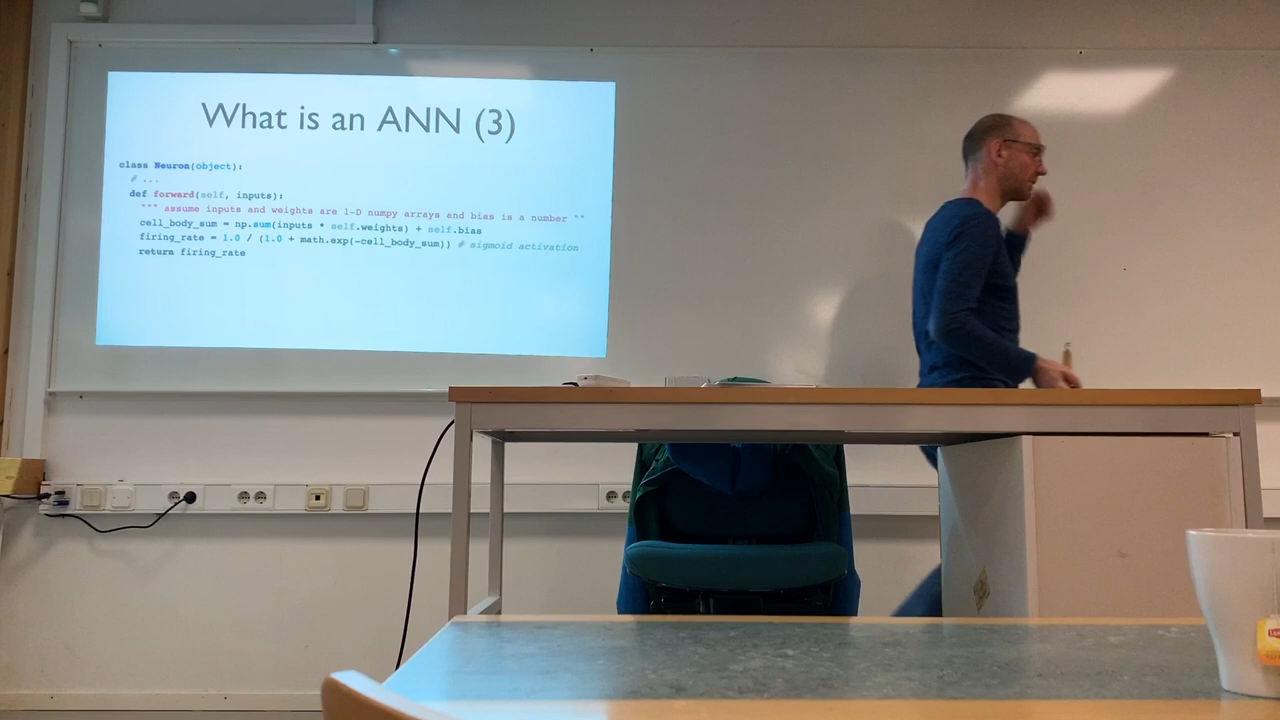 What is an ANN (3)
class Neuron(object):
# ...
def forward(self, inputs):
""" assume inputs and weights are 1-D numpy arrays and bias is a number ""
cell_body_sum = np.sum(inputs * self.weights) + self.bias
firing_rate = 1.0 / (1.0 + math.exp(-cell_body_sum)) # sigmoid activation
return firing_rate